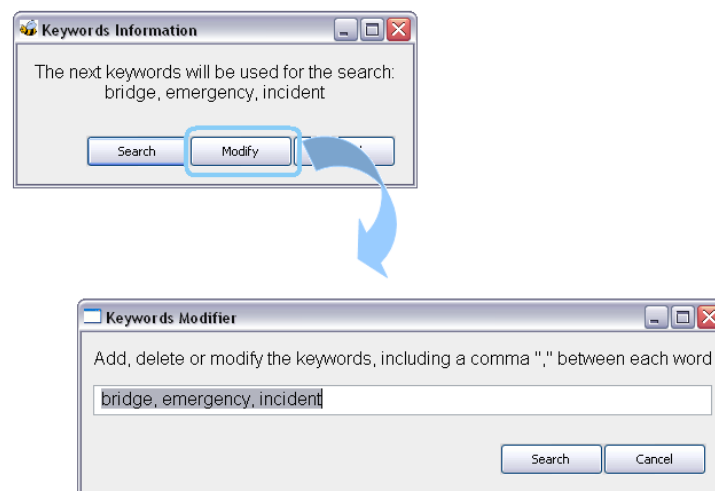 Keywords Information
The next keywords will be used for the search:
bridge, emergency, incident
Search Modify
Keywords Modifier
Add, delete or modify the keywords, including a comma "," between each word
bridge, emergency, incident
Search Cancel